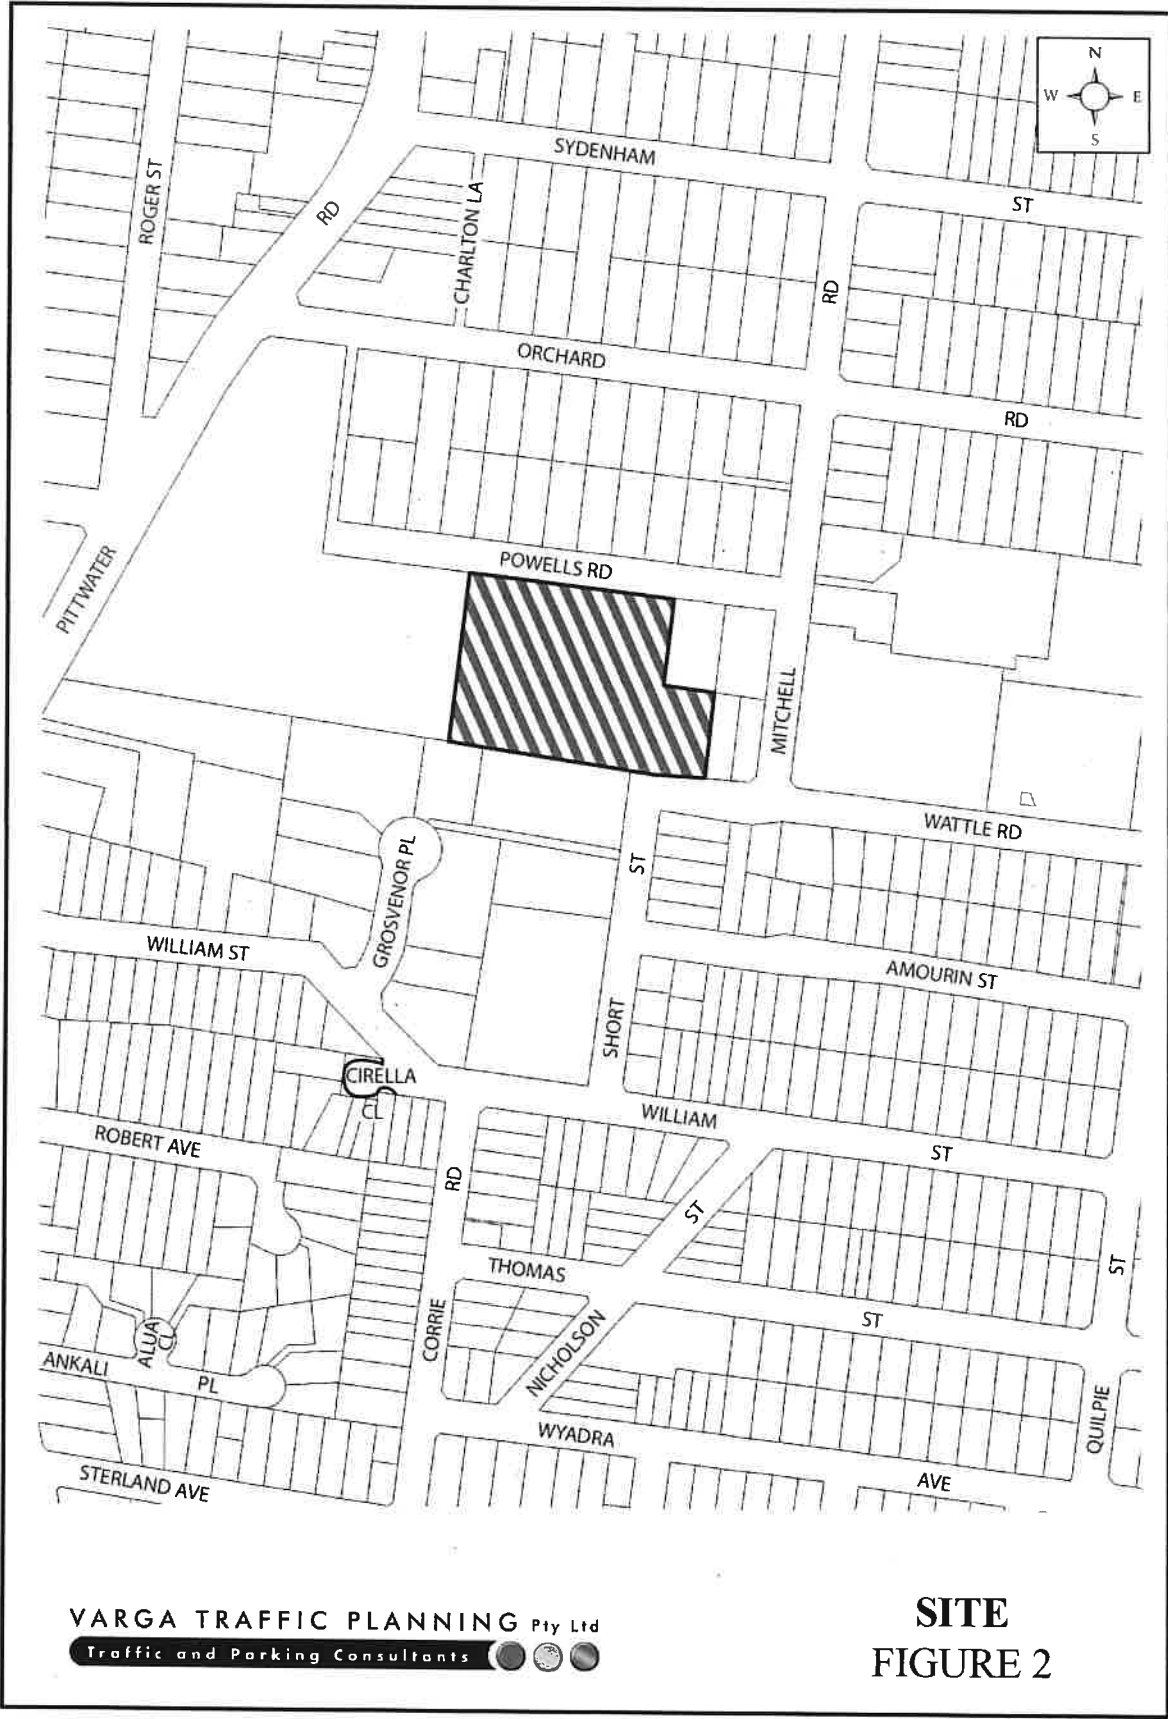 N
W E
S
SYDENHAM
ST
ROGER ST
RD
CHARLTON LA
RD
ORCHARD
RD
POWELLS RD
PITTWATER
MITCHELL
WATTLE RD
ST
GROSVENOR PL
WILLIAM ST
AMOURIN ST
SHORT
CIRELLA
CL
WILLIAM
ST
ROBERT AVE
RD
ST
THOMAS
ST
ST
CORRIE
NICHOLSON
ALUA
CL
ANKALI
PL
QUILPIE
WYADRA
AVE
STERLAND AVE
VARGA TRAFFIC PLANNING Pty Ltd
Traffic and Parking Consultants
SITE
FIGURE 2